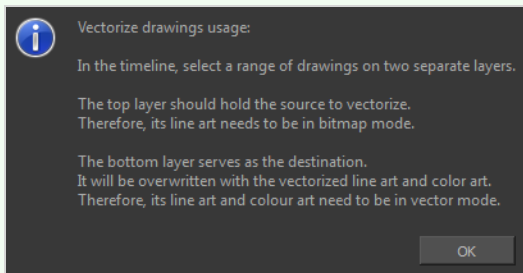 Vectorize drawings usage:
In the timeline, select a range of drawings on two separate layers.
The top layer should hold the source to vectorize.
Therefore, its line art needs to be in bitmap mode.
The bottom layer serves as the destination.
It will be overwritten with the vectorized line art and color art.
Therefore, its line art and colour art need to be in vector mode.
OK